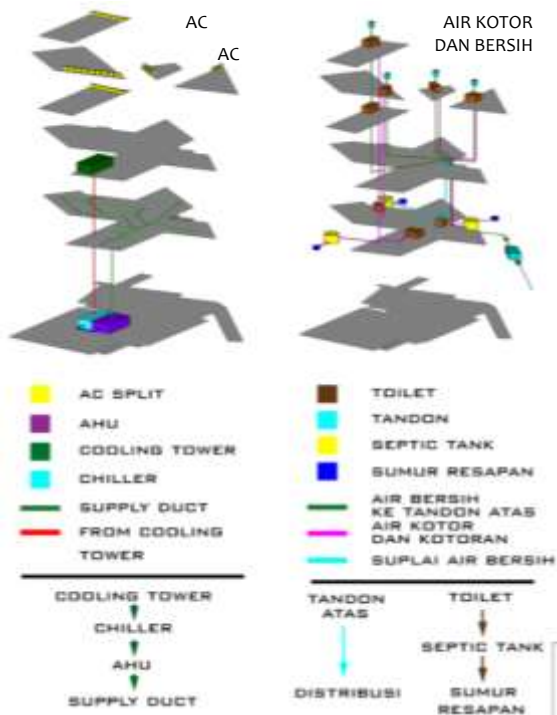 AC
AC
AC SPLIT
AHU
COOLING TOWER
CHILLER
SUPPLY DUCT
FROM COOLING
TOWER
COOLING TOWER
CHILLER
AHU
SUPPLY DUCT
AIR KOTOR
DAN BERSIH
TOILET
TANDON
SEPTIC TANK
SUMUR RESAPAN
AIR BERSIH
KE TANDON ATAS
AIR KOTOR
DAN KOTORAN
SUPLAI AIR BERSIH
TANDON
ATAS
DISTRIBUSI
TOILET
SEPTIC TANK
SUMUR
RESAPAN